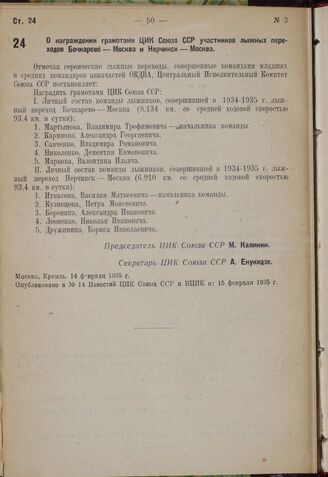 Ст. 24 — 50 — № 3
24 О награждении грамотами ЦИК Союза ССР участников лыжных пере-
ходов Бочкарево — Москва и Нерчинск — Москва.
Отмечая героические лыжные переходы, совершенные командами младших
и средних командиров авиачастей ОКДВА, Центральный Исполнительный Комитет
Союза ССР постановляет:
Наградить грамотами ЦИК Союза ССР:
I. Личный состав команды лыжников, совершивший в 1934-1935 г. лыж-
ный переход Бочкарево — Москва (8.134 км. со средней ходовой скоростью
93,4 км. в сутки):
1. Мартынова, Владимира Трофимовича — начальника команды.
2. Кармнова, Александра Георгиевича.
3. Савченко, Владимира Романовича.
4. Николаенко, Дементия Евменовича.
5. Маркова, Валентина Ильича.
II. Личный состав команды лыжников, совершивший в 1934-1935 г. лыж-
ный переход Нерчинск — Москва (6.910 км. со средней ходовой скоростью
93,4 км. в сутки):
1. Итиксова, Василия Матвеевича — начальника команды.
2. Кузнецова, Петра Моисеевича.
3. Боровина, Александра Ивановича.
4. Леоненко, Николая Ивановича.
5. Дружинина, Бориса Николаевича.
Председатель ЦИК Союза ССР М. Калинин.
Секретарь ЦИК Союза ССР А. Енукидзе.
Москва, Кремль. 14 февраля 1935 г.
Опубликовано в № 14 Известий ЦИК Союза ССР и ВЦИК от 15 февраля 1935 г.